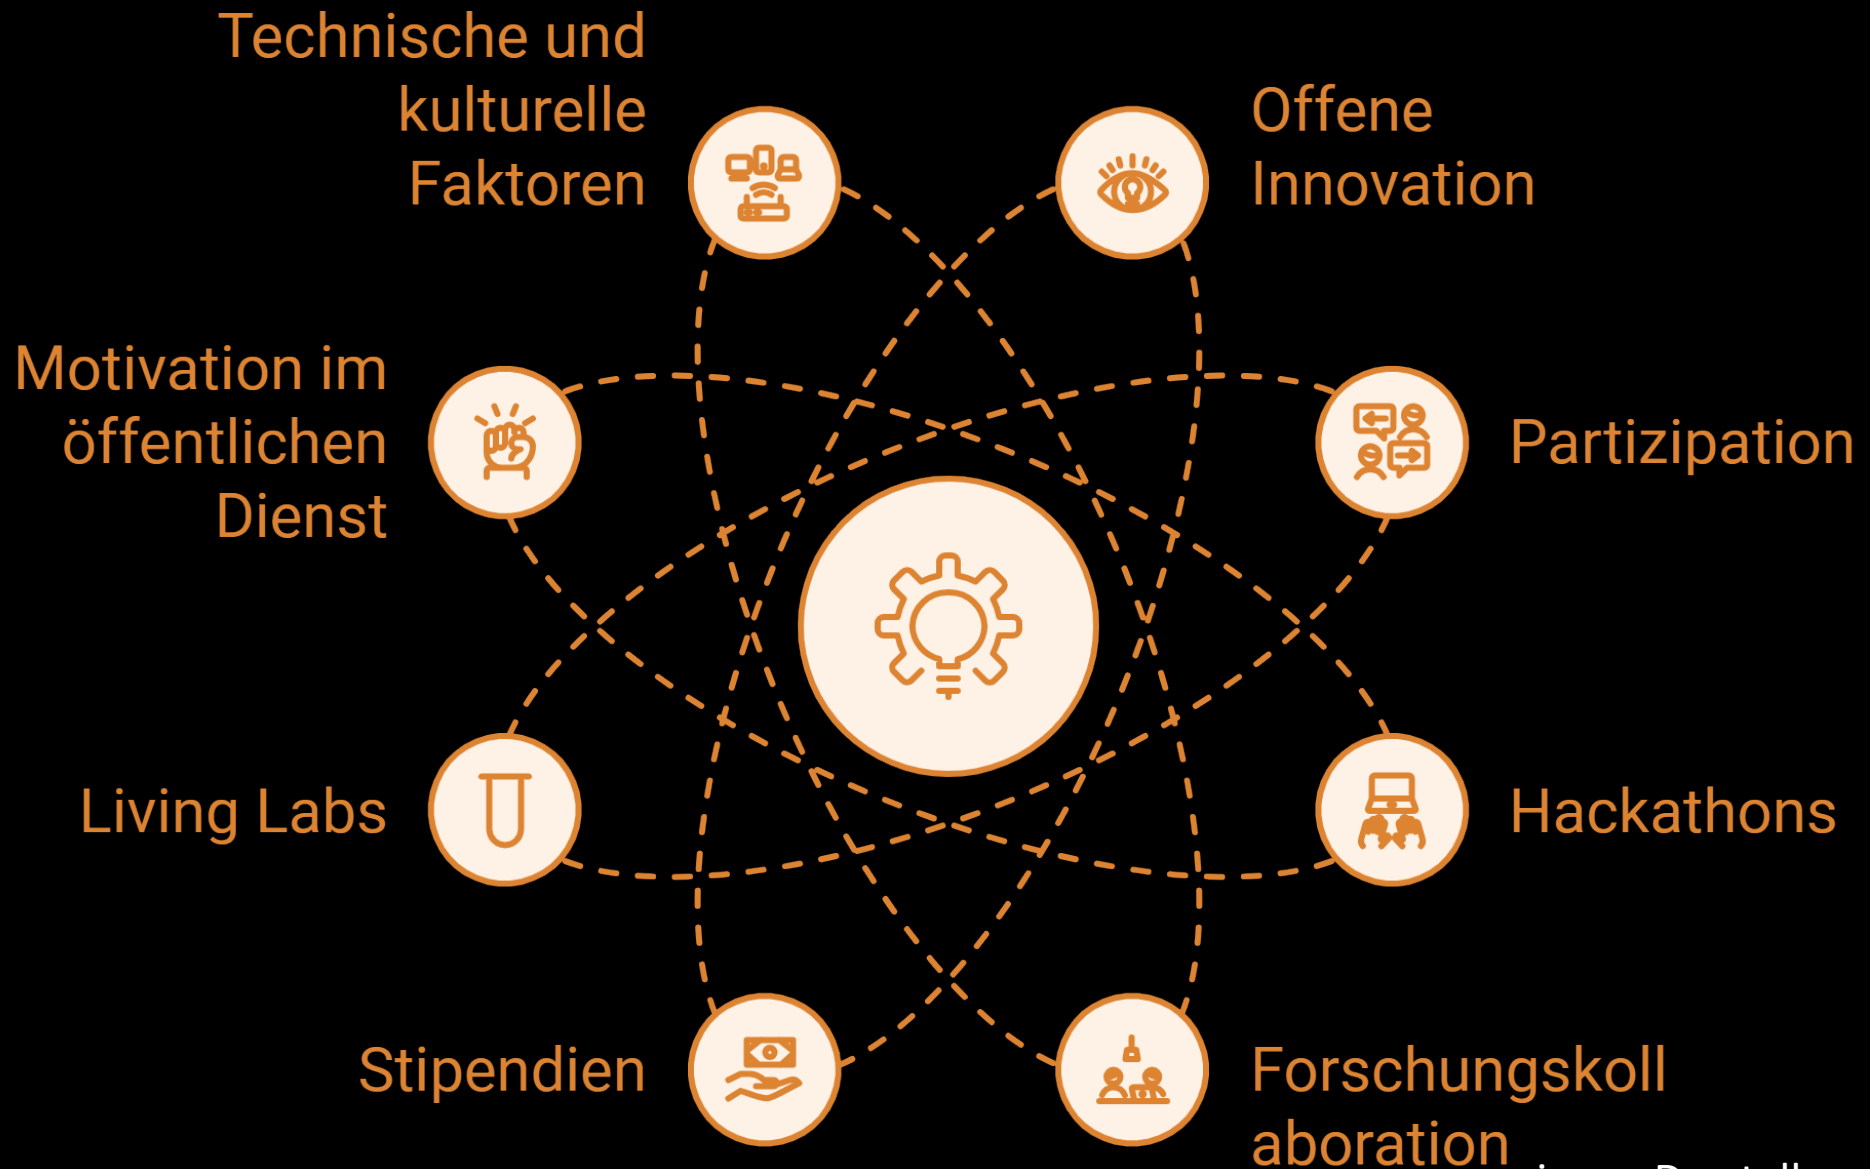 Technische und
kulturelle
Faktoren
Offene
Innovation
Motivation im
öffentlichen
Dienst
Partizipation
Living Labs
Hackathons
Stipendien
Forschungskoll
aboration